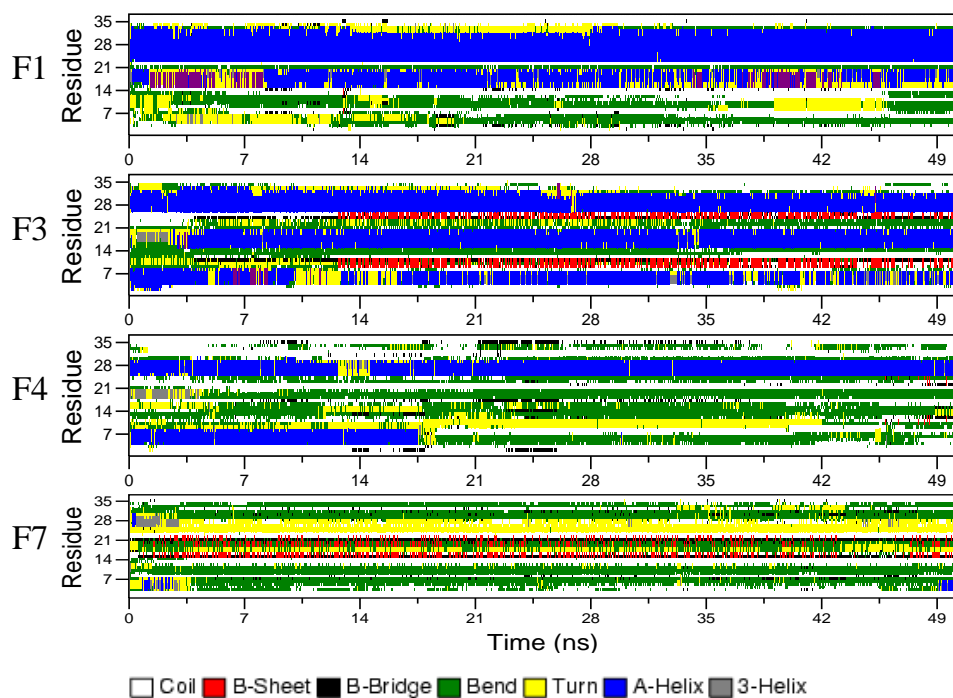 F1
Residue
35
28
21
14
7
0 7 14 21 28 35 42 49
F3
Residue
35
28
21
14
7
0 7 14 21 28 35 42 49
F4
Residue
35
28
21
14
7
0 7 14 21 28 35 42 49
F7
Residue
35
28
21
14
7
0 7 14 21 28 35 42 49
Time (ns)
Coil B-Sheet B-Bridge Bend Turn A-Helix 3-Helix